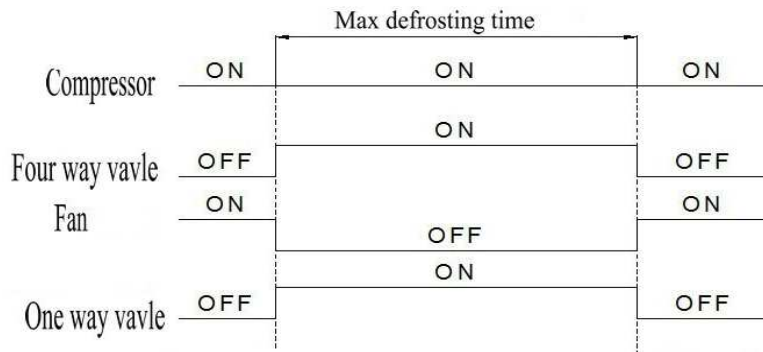 Max defrosting time
Compressor ON ON ON
Four way vavle OFF ON OFF
Fan ON OFF ON
One way vavle OFF ON OFF